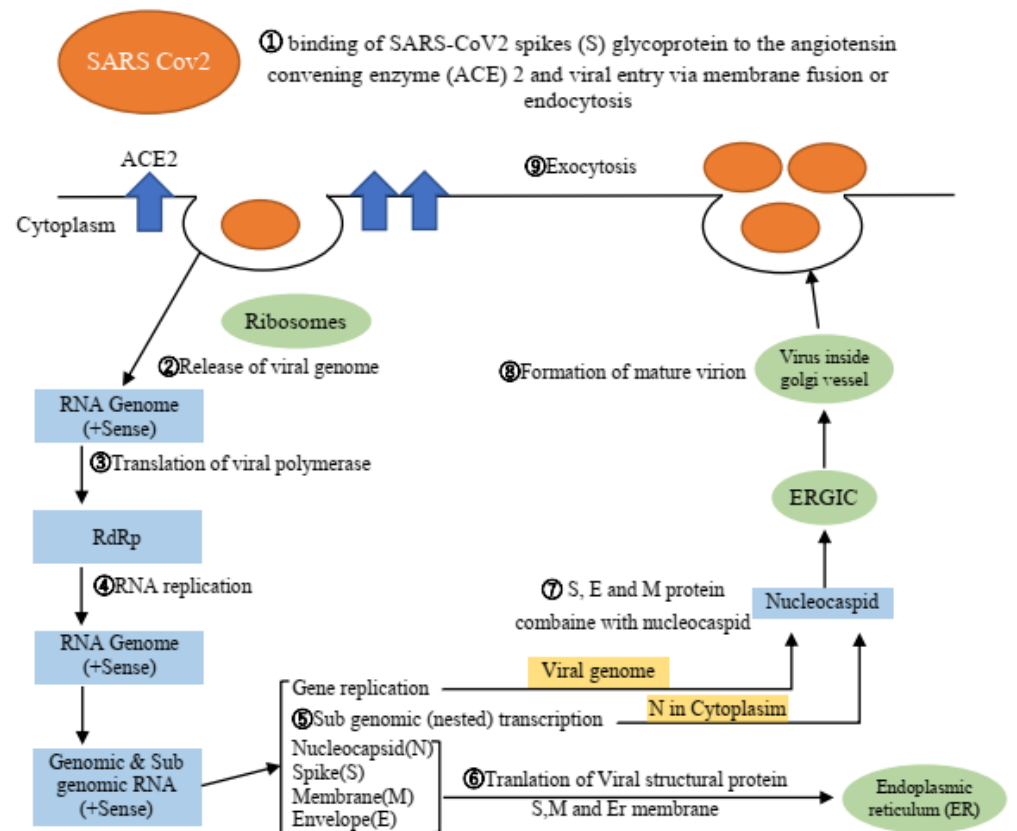 SARS Cov2
① binding of SARS-CoV2 spikes (S) glycoprotein to the angiotensin
convening enzyme (ACE) 2 and viral entry via membrane fusion or
endocytosis
ACE2
⑨Exocytosis
Cytoplasm
Ribosomes
②Release of viral genome
⑧Formation of mature virion
Virus inside
golgi vessel
RNA Genome
(+Sense)
③Translation of viral polymerase
ERGIC
RdRp
④RNA replication
⑦ S, E and M protein
combaine with nucleocaspid
Nucleocaspid
RNA Genome
(+Sense)
Viral genome
Gene replication
N in Cytoplasim
⑤Sub genomic (nested) transcription
Genomic & Sub
genomic RNA
(+Sense)
Nucleocapsid(N)
Spike(S)
Membrane(M)
Envelope(E)
⑥Tranlation of Viral structural protein
S,M and Er membrane
Endoplasmic
reticulum (ER)